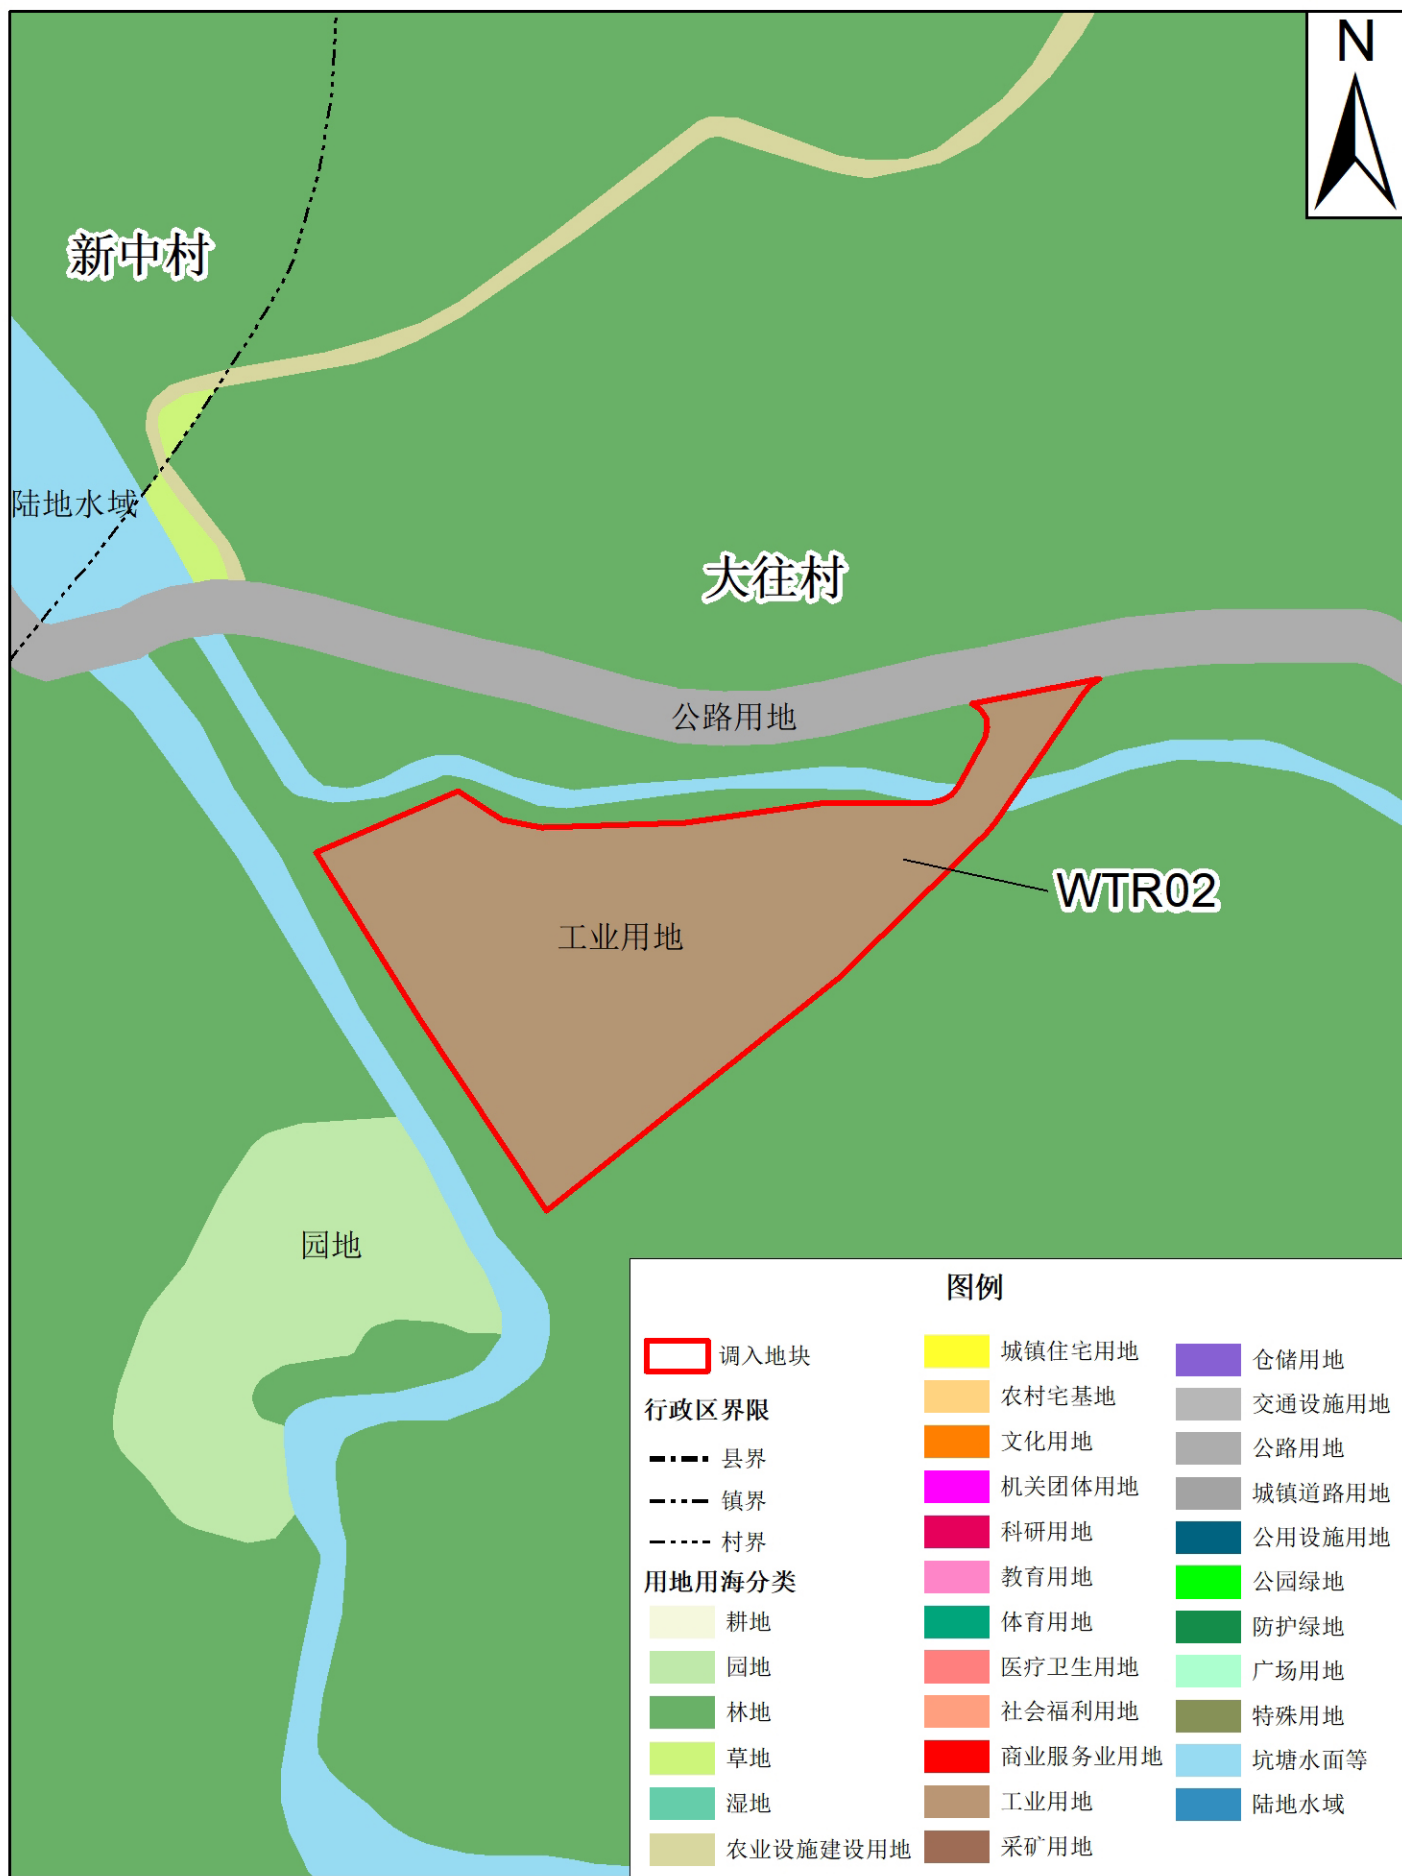 N
新中村
陆地水域
大往村
公路用地
WTR02
工业用地
园地
图例
调入地块
行政区界限
县界
镇界
村界
用地用海分类
耕地
园地
林地
草地
湿地
农业设施建设用地
城镇住宅用地
农村宅基地
文化用地
机关团体用地
科研用地
教育用地
体育用地
医疗卫生用地
社会福利用地
商业服务业用地
工业用地
采矿用地
仓储用地
交通设施用地
公路用地
城镇道路用地
公用设施用地
公园绿地
防护绿地
广场用地
特殊用地
坑塘水面等
陆地水域